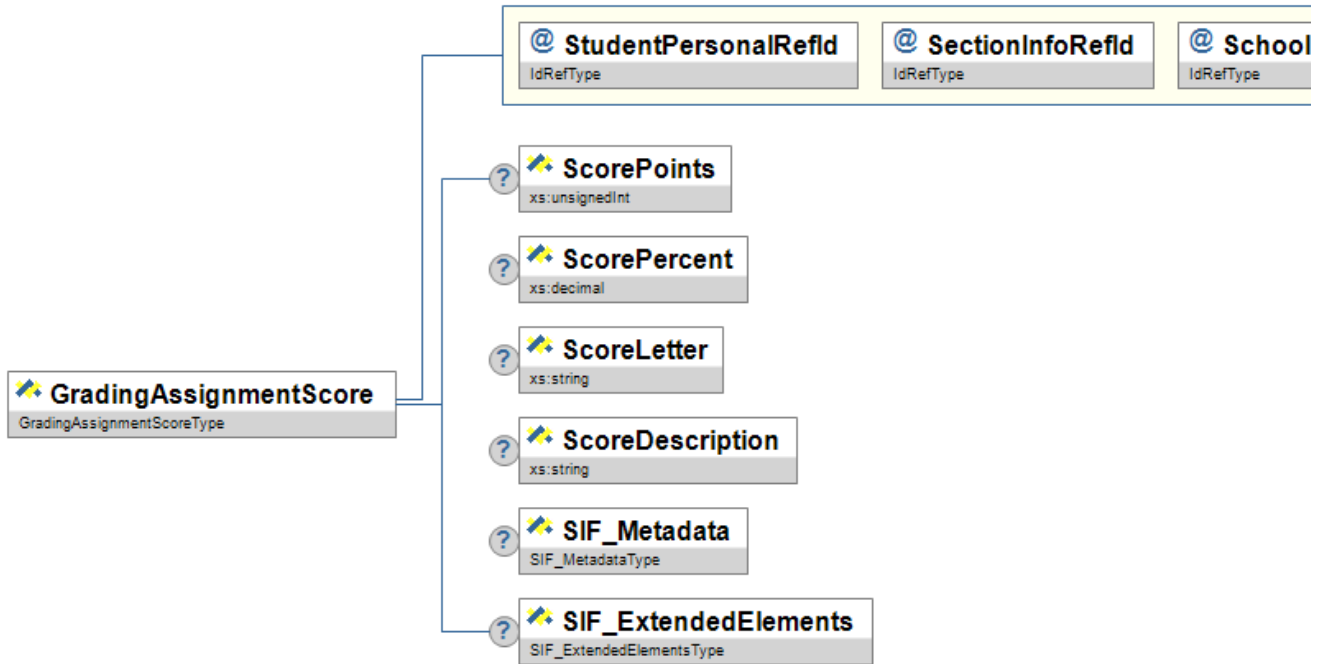 @ StudentPersonalRefId
IdRefType
@ SectionInfoRefId
IdRefType
@ School
IdRefType
? ScorePoints
xs:unsignedInt
? ScorePercent
xs:decimal
? ScoreLetter
xs:string
GradingAssignmentScore
GradingAssignmentScoreType
? ScoreDescription
xs:string
? SIF_Metadata
SIF_MetadataType
? SIF_ExtendedElements
SIF_ExtendedElementsType